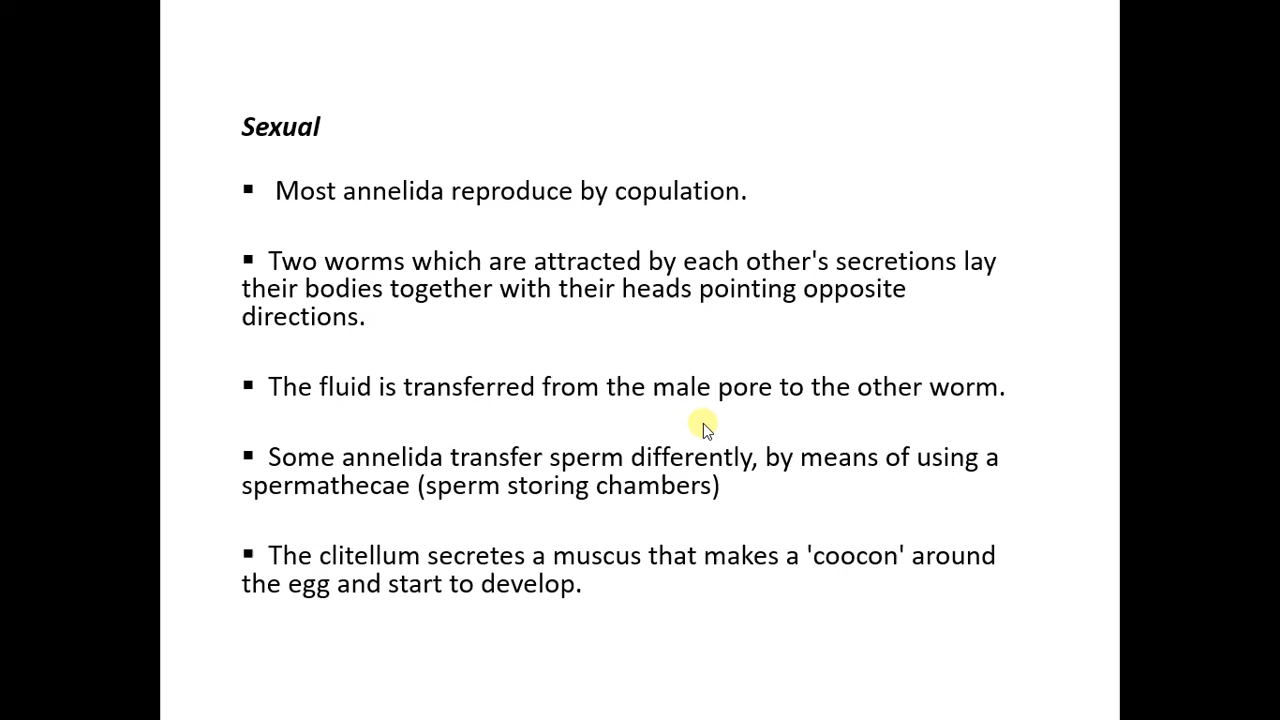 Sexual
▪ Most annelida reproduce by copulation.
▪ Two worms which are attracted by each other's secretions lay
their bodies together with their heads pointing opposite
directions.
▪ The fluid is transferred from the male pore to the other worm.
▪ Some annelida transfer sperm differently, by means of using a
spermathecae (sperm storing chambers)
▪ The clitellum secretes a muscus that makes a 'coocon' around
the egg and start to develop.